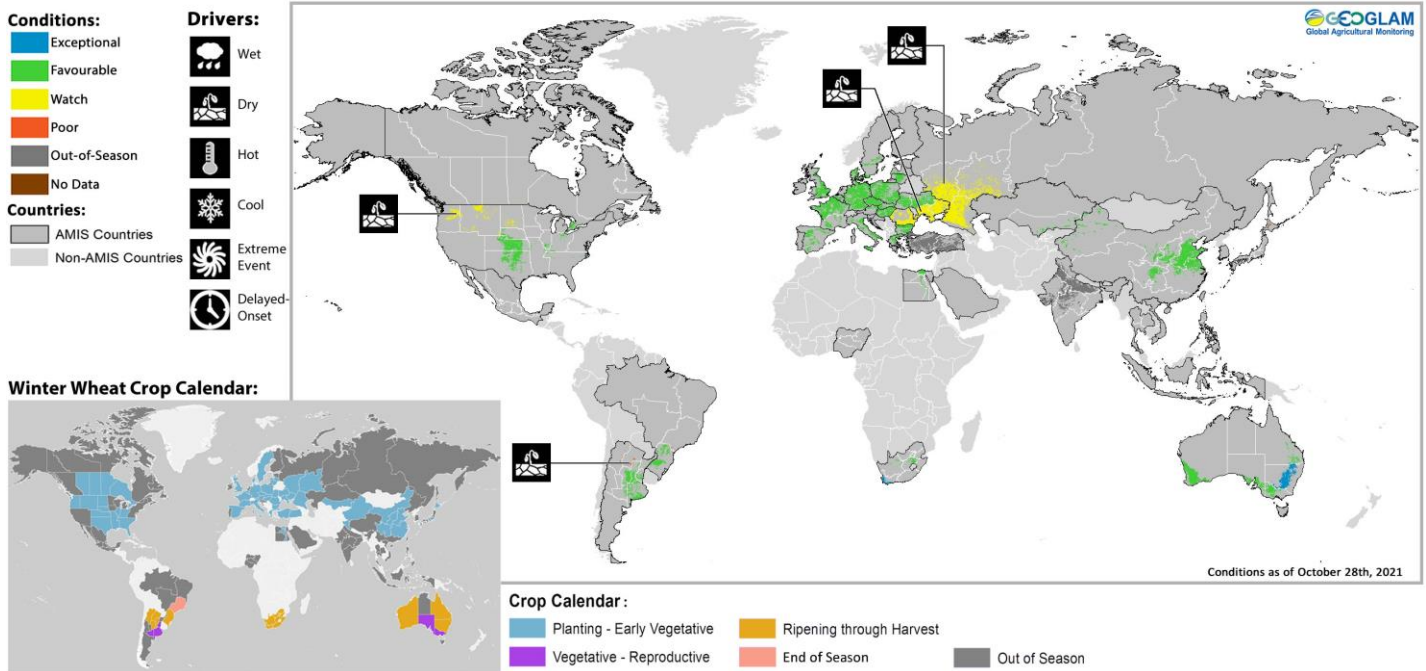 Conditions:
Exceptional
Favourable
Watch
Poor
Out-of-Season
No Data
Countries:
AMIS Countries
Non-AMIS Countries
Drivers:
Wet
Dry
Hot
Cool
Extreme
Event
Delayed-
Onset
GEOGLAM
Global Agricultural Monitoring
Conditions as of October 28th, 2021
Winter Wheat Crop Calendar:
Crop Calendar :
Planting - Early Vegetative
Ripening through Harvest
Vegetative - Reproductive
End of Season
Out of Season